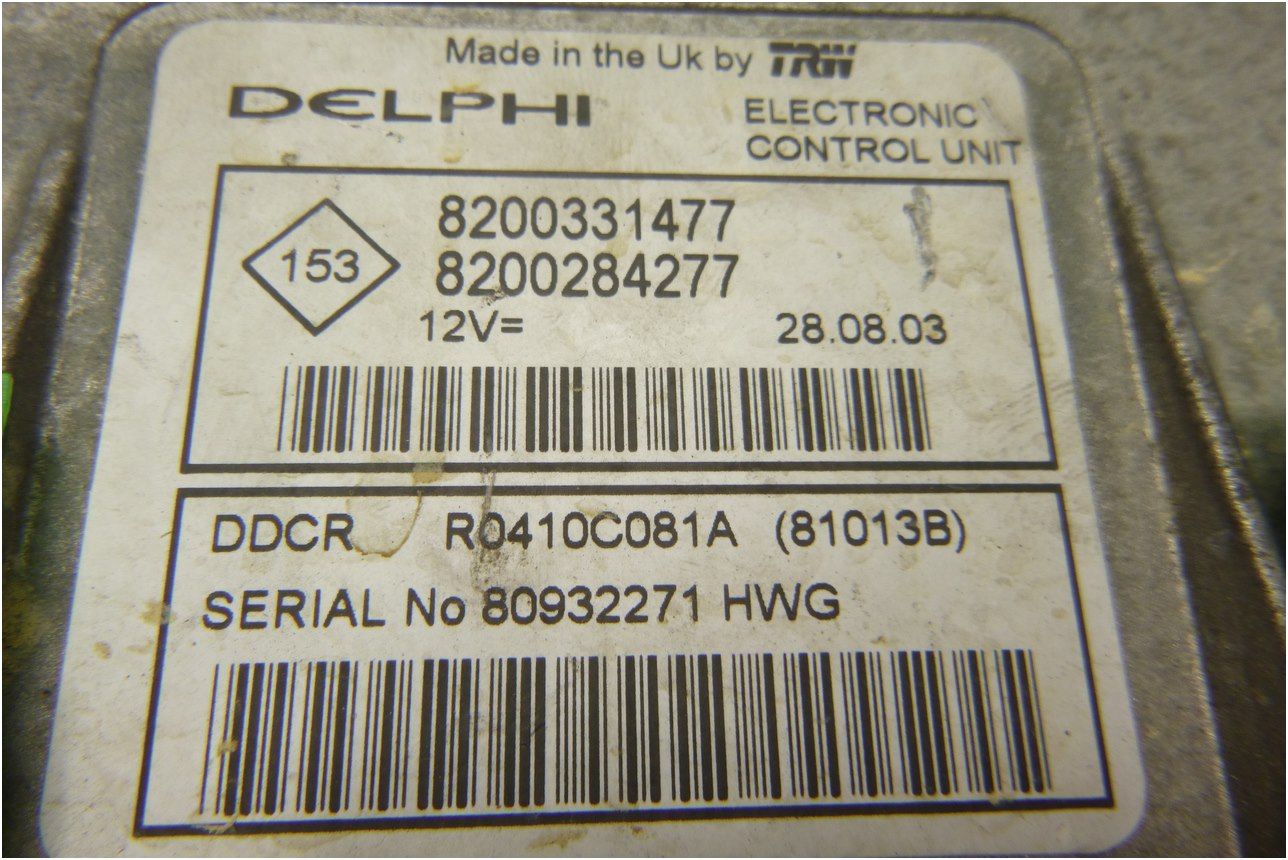 Made in the Uk by TRW
DELPHI
ELECTRONIC
CONTROL UNIT
153
8200331477
8200284277
12V=
28.08.03
DDCR R0410C081A (81013B)
SERIAL No 80932271 HWG